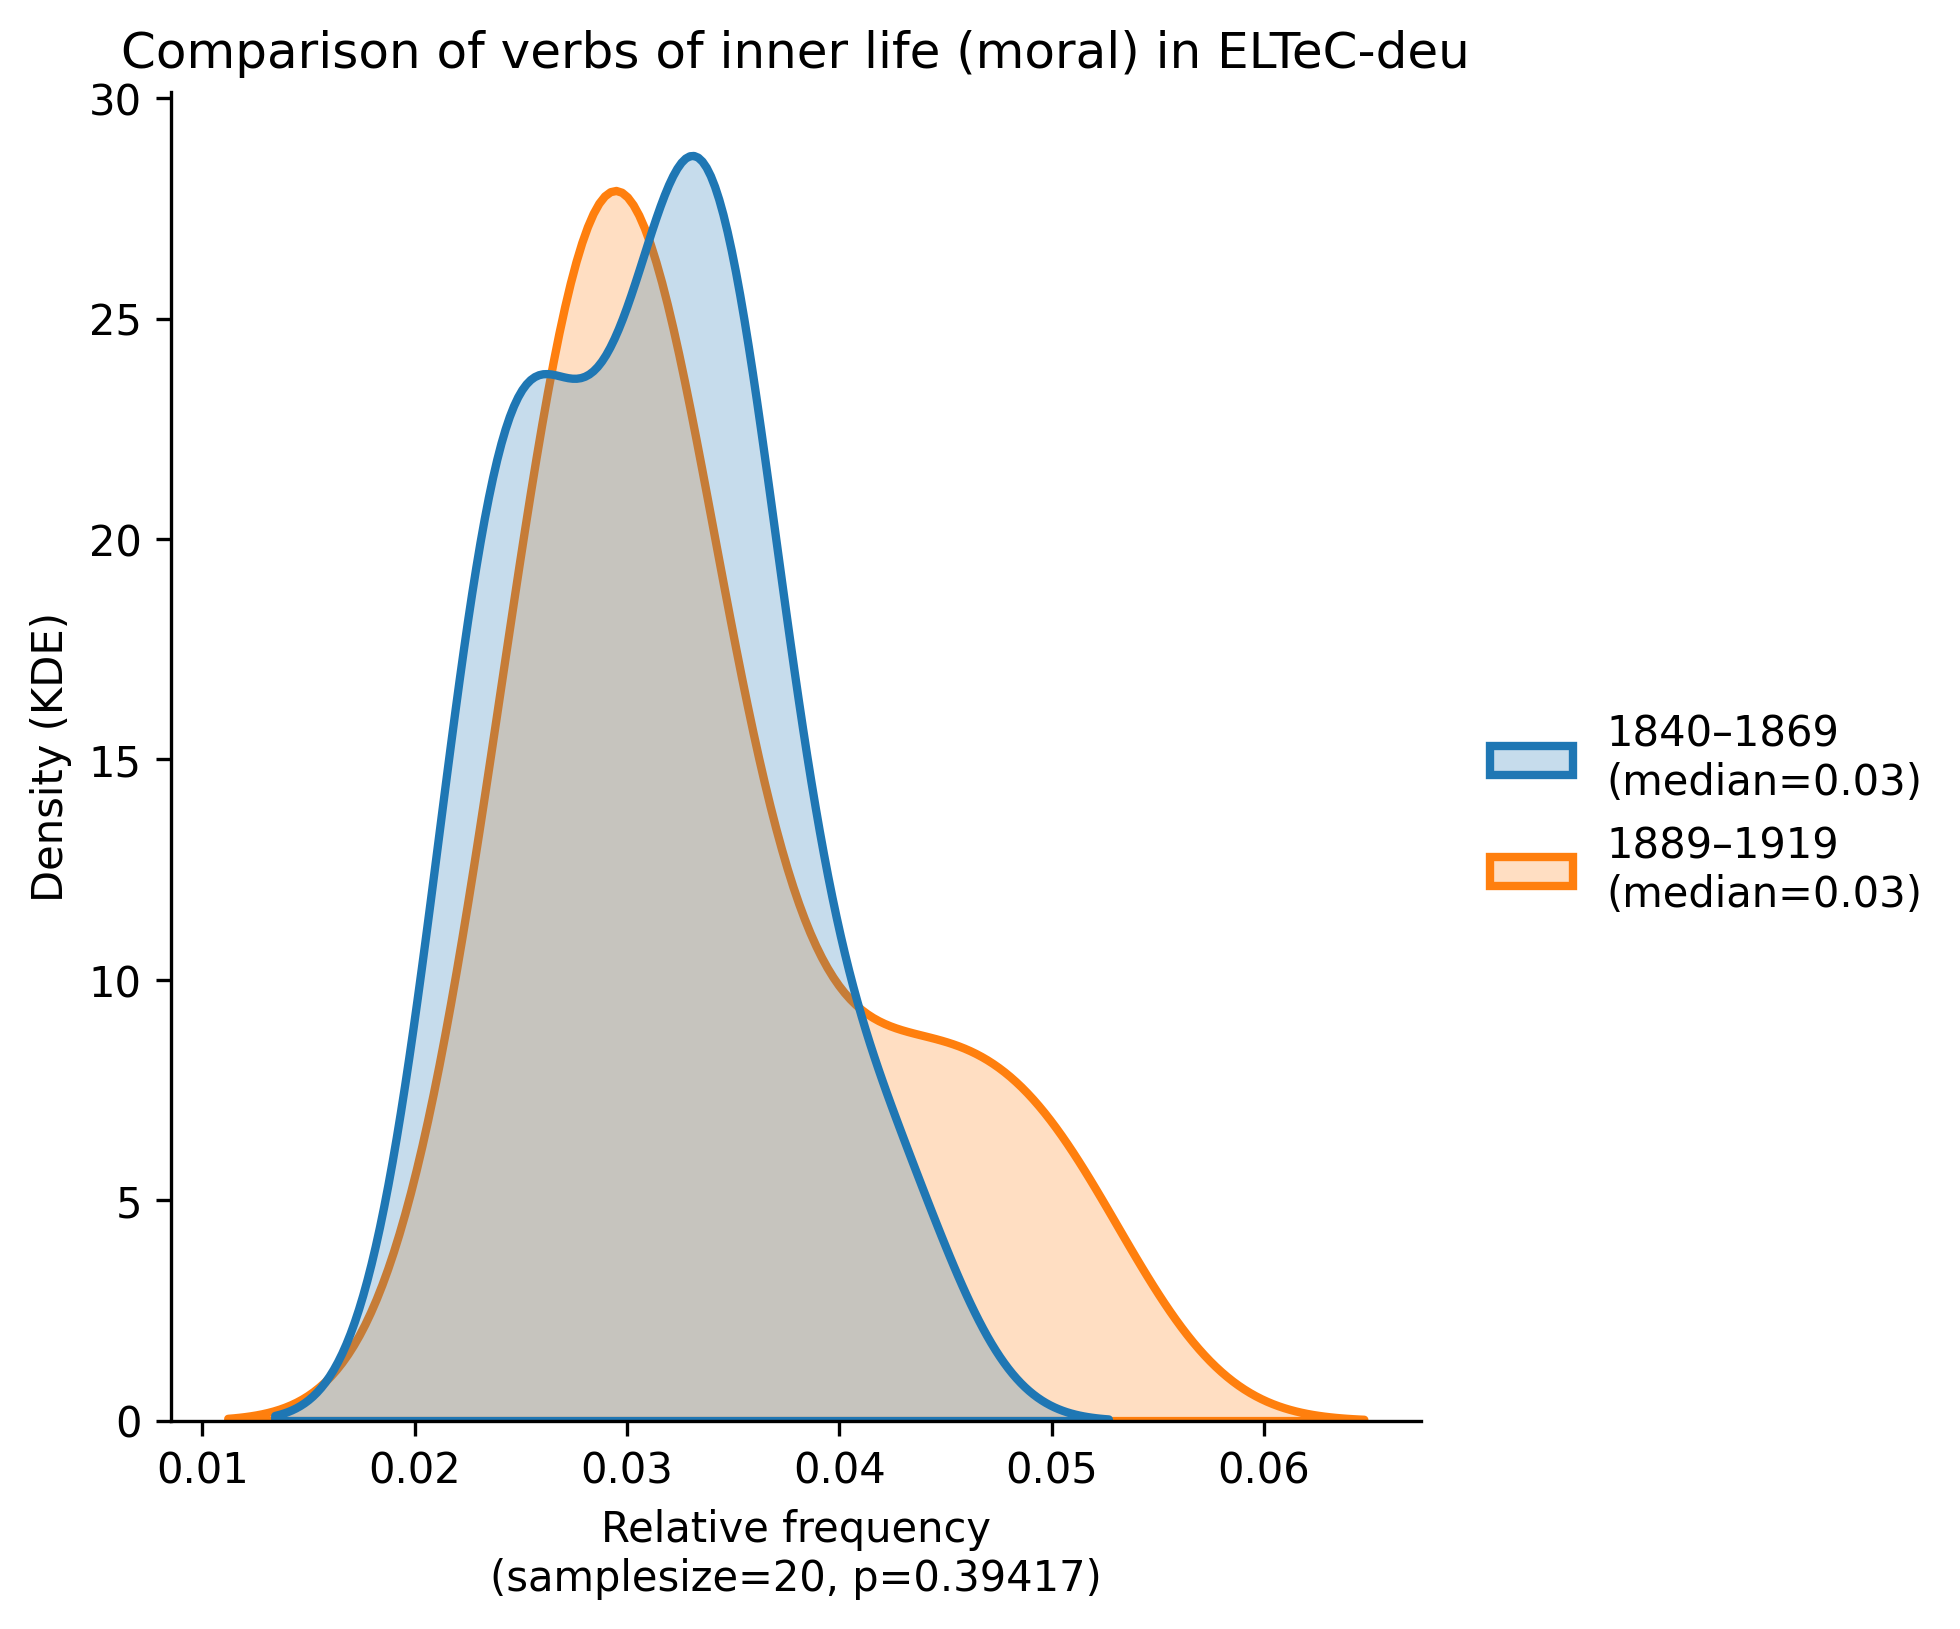 Comparison of verbs of inner life (moral) in ELTeC-deu
30
25
20
15
10
5
0
Density (KDE)
0.01 0.02 0.03 0.04 0.05 0.06
Relative frequency
(samplesize=20, p=0.39417)
1840–1869
(median=0.03)
1889–1919
(median=0.03)